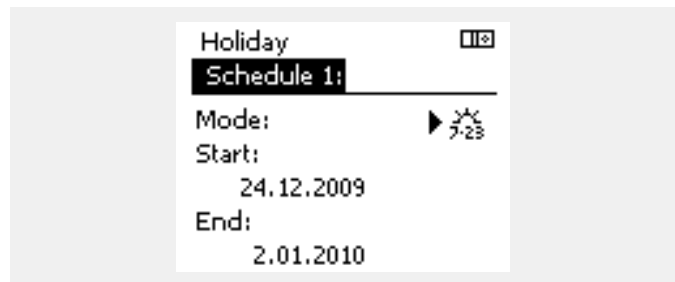 Holiday
Schedule 1:
Mode:
7-23
Start:
24.12.2009
End:
2.01.2010